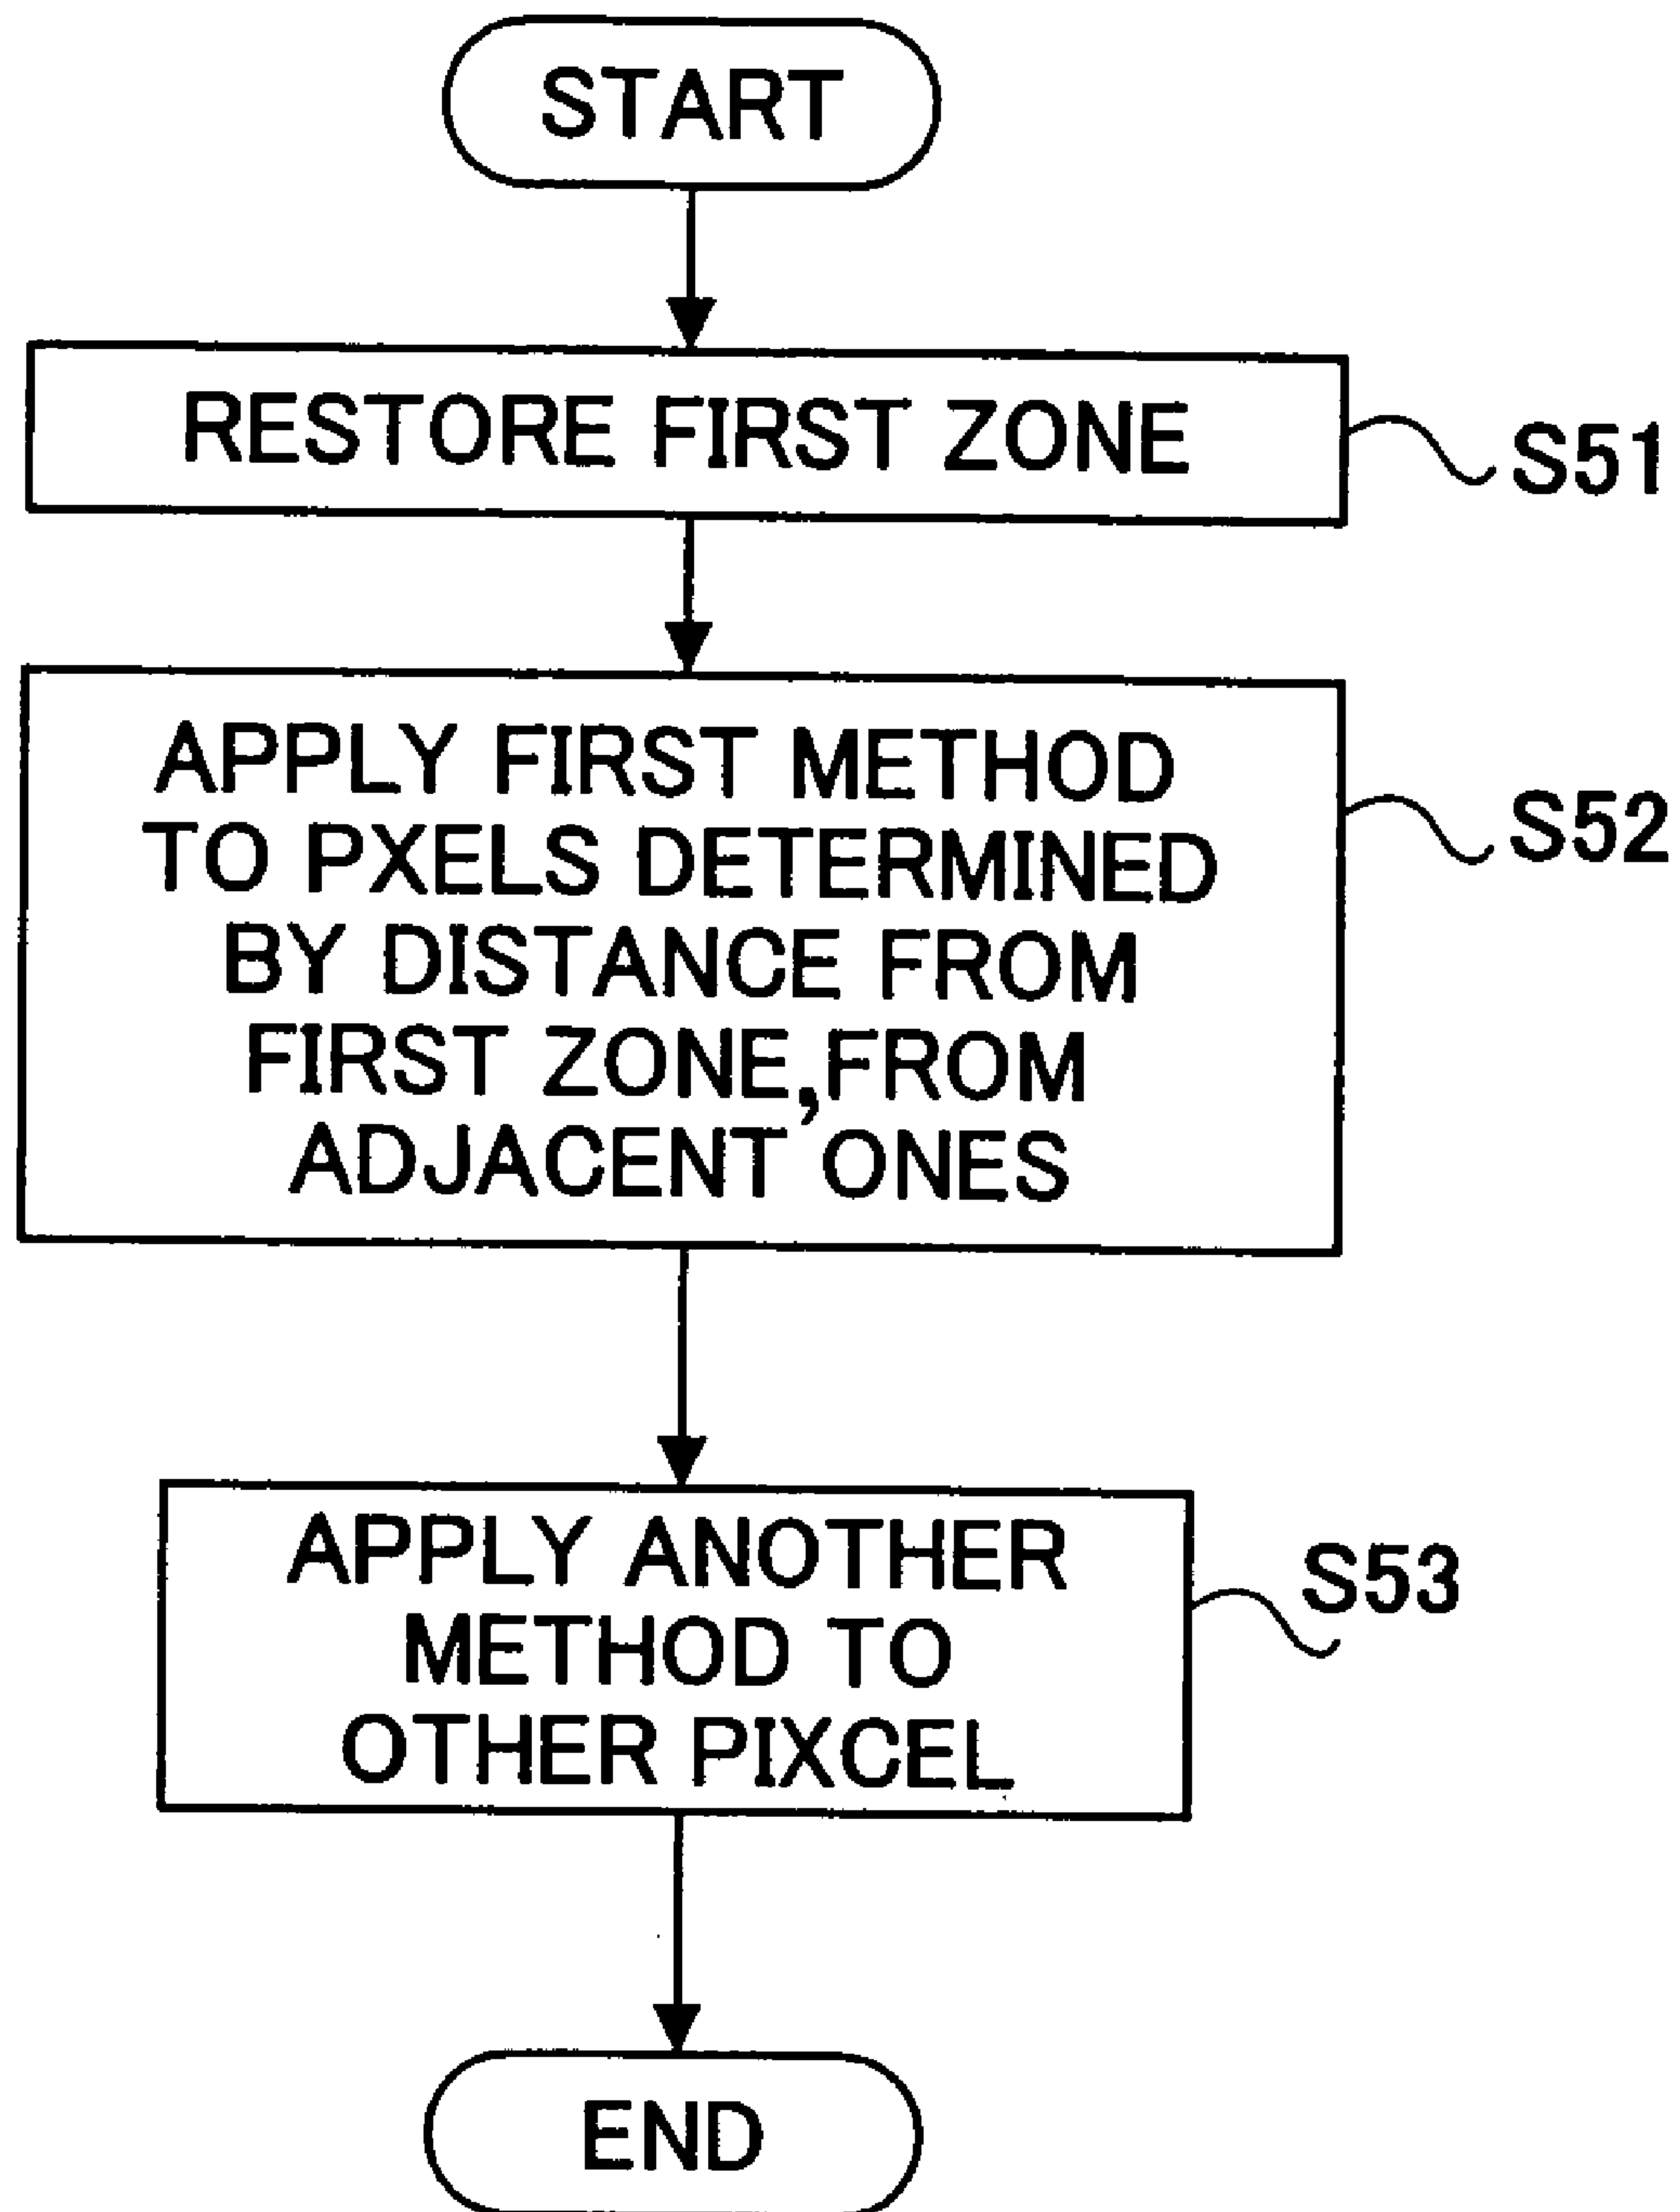 START
RESTORE FIRST ZONE
S51
APPLY FIRST METHOD
TO PXELS DETERMINED
BY DISTANCE FROM
FIRST ZONE,FROM
ADJACENT ONES
S52
APPLY ANOTHER
METHOD TO
OTHER PIXCEL
S53
END